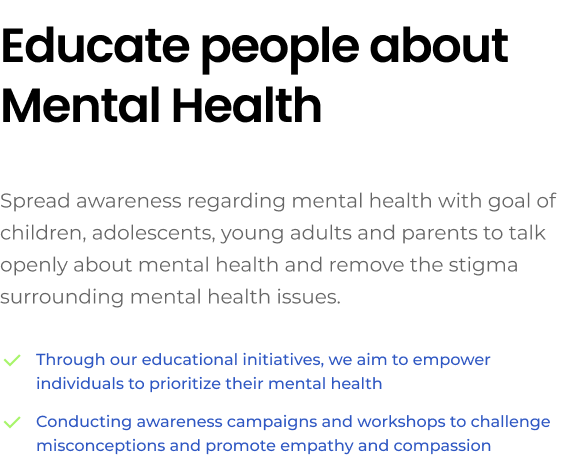 Educate people about
Mental Health
Spread awareness regarding mental health with goal of
children, adolescents, young adults and parents to talk
openly about mental health and remove the stigma
surrounding mental health issues.
Through our educational initiatives, we aim to empower
individuals to prioritize their mental health
Conducting awareness campaigns and workshops to challenge
misconceptions and promote empathy and compassion